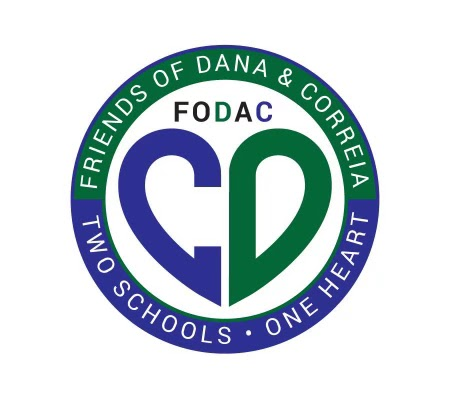 FRIENDS OF DANA & CORREIA
FODAC
CD
TWO SCHOOLS • ONE HEART